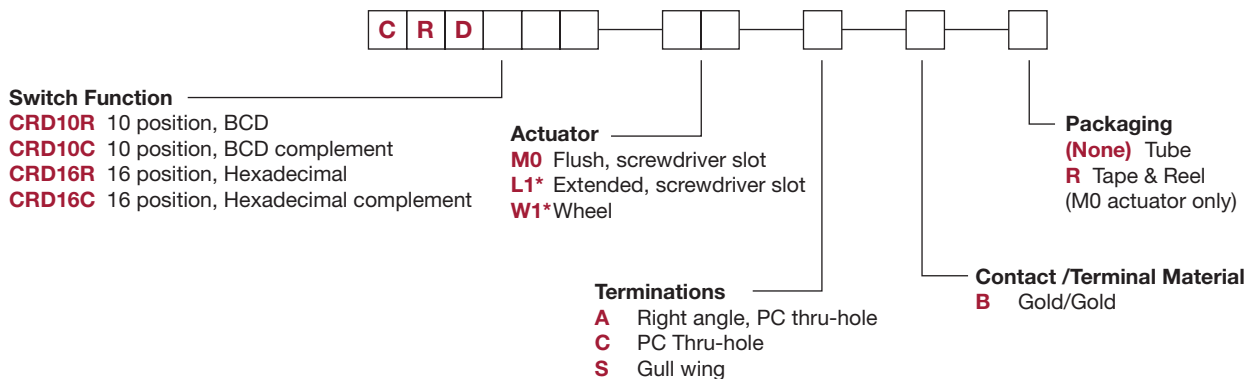 C R D
Switch Function
CRD10R 10 position, BCD
CRD10C 10 position, BCD complement
CRD16R 16 position, Hexadecimal
CRD16C 16 position, Hexadecimal complement
Actuator
M0 Flush, screwdriver slot
L1* Extended, screwdriver slot
W1* Wheel
Terminations
A Right angle, PC thru-hole
C PC Thru-hole
S Gull wing
Contact /Terminal Material
B Gold/Gold
Packaging
(None) Tube
R Tape & Reel
(M0 actuator only)